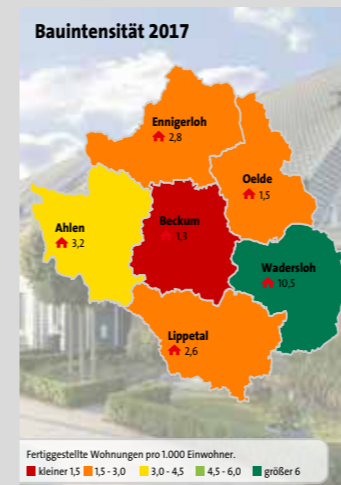 Bauintensität 2017
Ennigerloh
2,8
Oelde
1,5
Ahlen
3,2
Beckum
1,3
Wadersloh
10,5
Lippetal
2,6
Fertiggestellte Wohnungen pro 1.000 Einwohner.
kleiner 1,5 1,5 - 3,0 3,0 - 4,5 4,5 - 6,0 größer 6